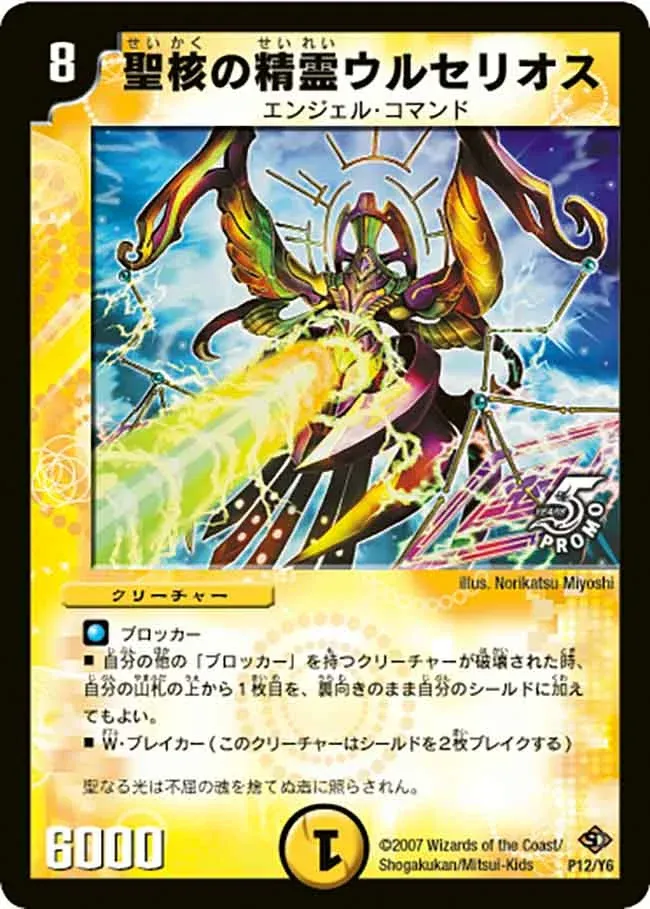 8
せいかく せいれい
聖核の精霊ウルセリオス
エンジェル・コマンド
5 YEARS
PROMO
illus. Norikatsu Miyoshi
クリーチャー
ブロッカー
■ 自分の他の「ブロッカー」を持つクリーチャーが破壊された時、
自分の山札の上から1枚目を、裏向きのまま自分のシールドに加え
てもよい。
■ W・ブレイカー(このクリーチャーはシールドを2枚ブレイクする)
聖なる光は不屈の魂を捨てぬ者に照らされん。
6000
1
©2007 Wizards of the Coast/
Shogakukan/Mitsui-Kids
P12/Y6